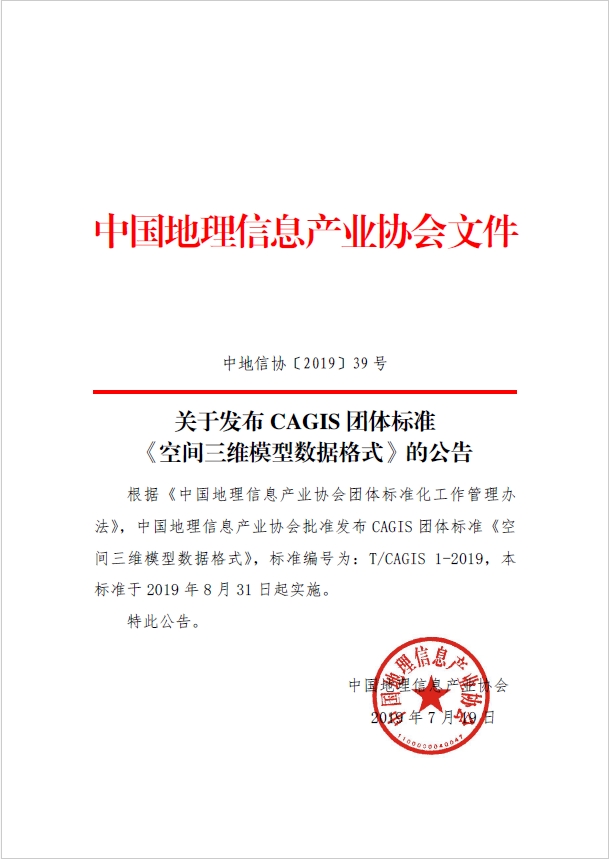 中国地理信息产业协会文件
中地信协〔2019〕39 号
关于发布 CAGIS 团体标准
《空间三维模型数据格式》的公告
根据《中国地理信息产业协会团体标准化工作管理办
法》，中国地理信息产业协会批准发布 CAGIS 团体标准《空
间三维模型数据格式》，标准编号为：T/CAGIS 1-2019，本
标准于 2019 年 8 月 31 日起实施。
特此公告。
中国地理信息产业协会
2019 年 7 月 19 日
中国地理信息产业协会
1100000040047